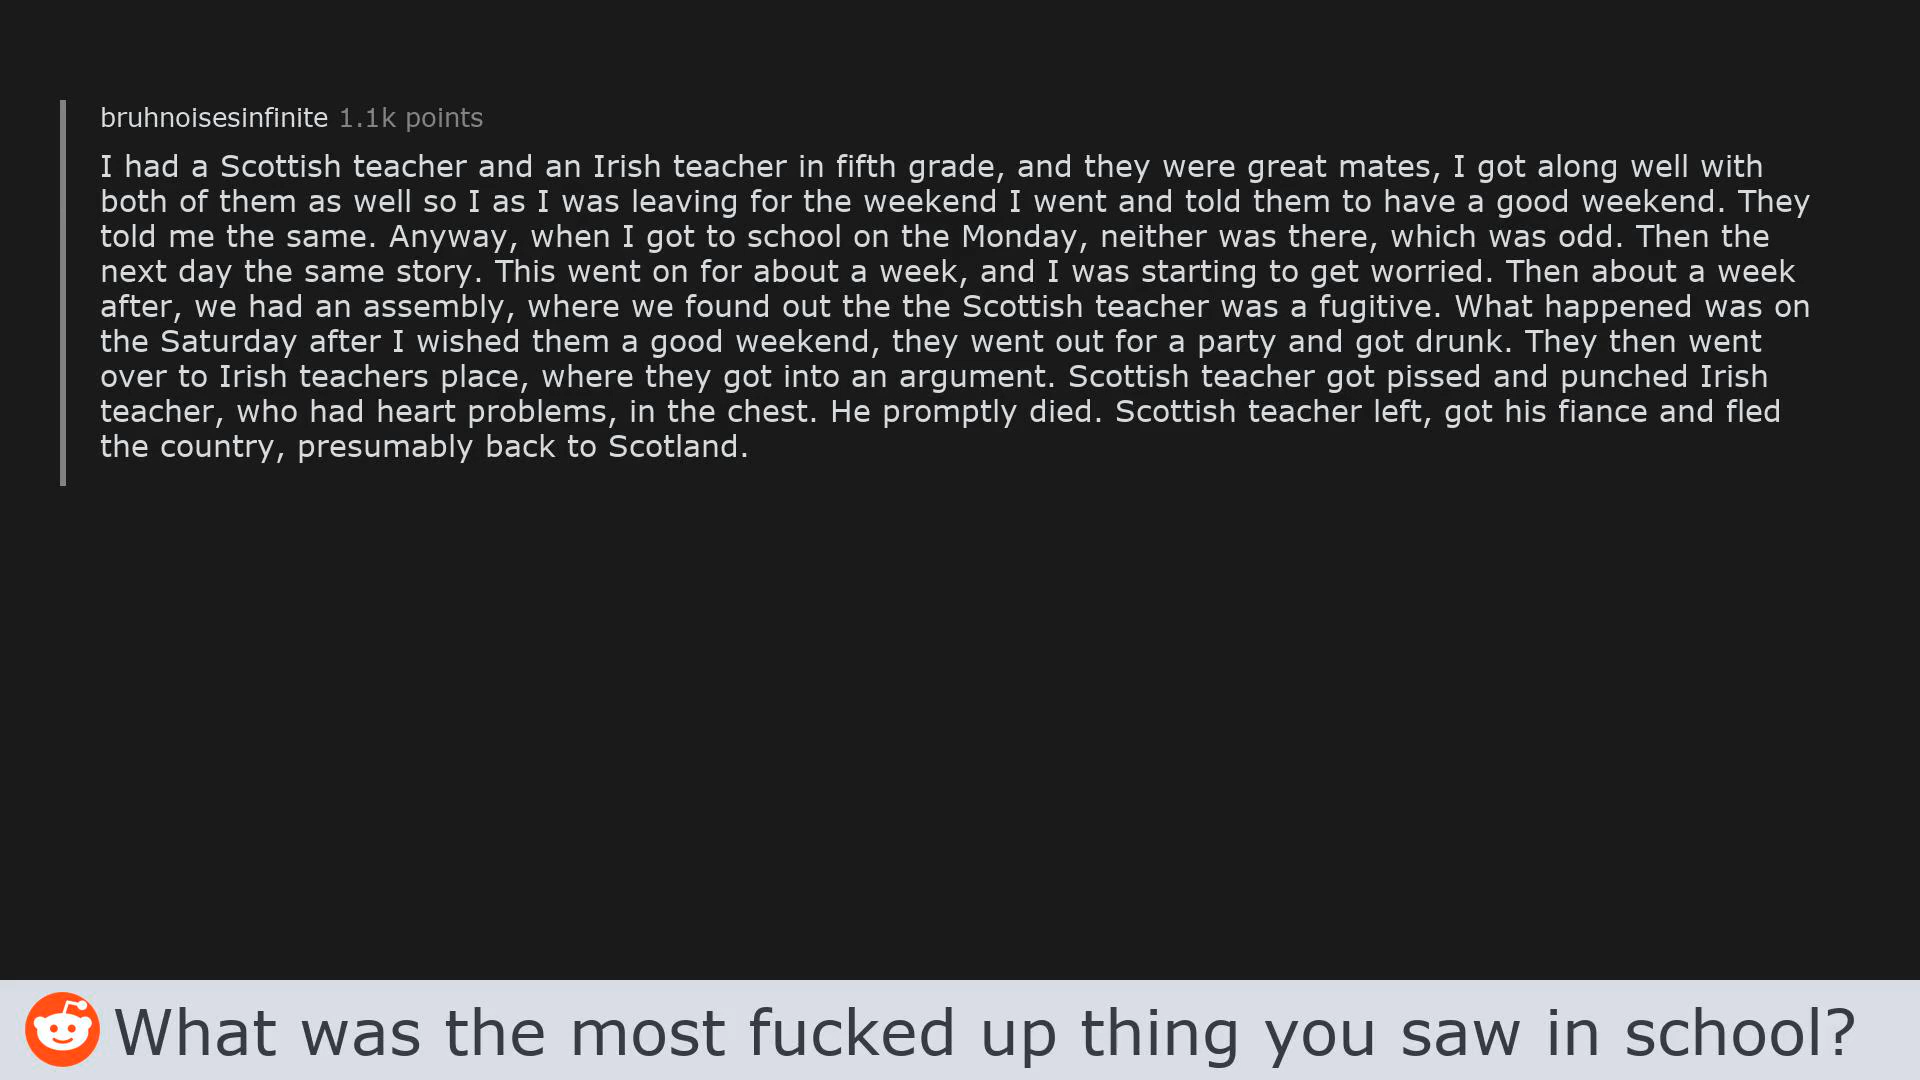 bruhnoisesinfinite 1.1k points
I had a Scottish teacher and an Irish teacher in fifth grade, and they were great mates, I got along well with
both of them as well so I as I was leaving for the weekend I went and told them to have a good weekend. They
told me the same. Anyway, when I got to school on the Monday, neither was there, which was odd. Then the
next day the same story. This went on for about a week, and I was starting to get worried. Then about a week
after, we had an assembly, where we found out the the Scottish teacher was a fugitive. What happened was on
the Saturday after I wished them a good weekend, they went out for a party and got drunk. They then went
over to Irish teachers place, where they got into an argument. Scottish teacher got pissed and punched Irish
teacher, who had heart problems, in the chest. He promptly died. Scottish teacher left, got his fiance and fled
the country, presumably back to Scotland.
What was the most fucked up thing you saw in school?